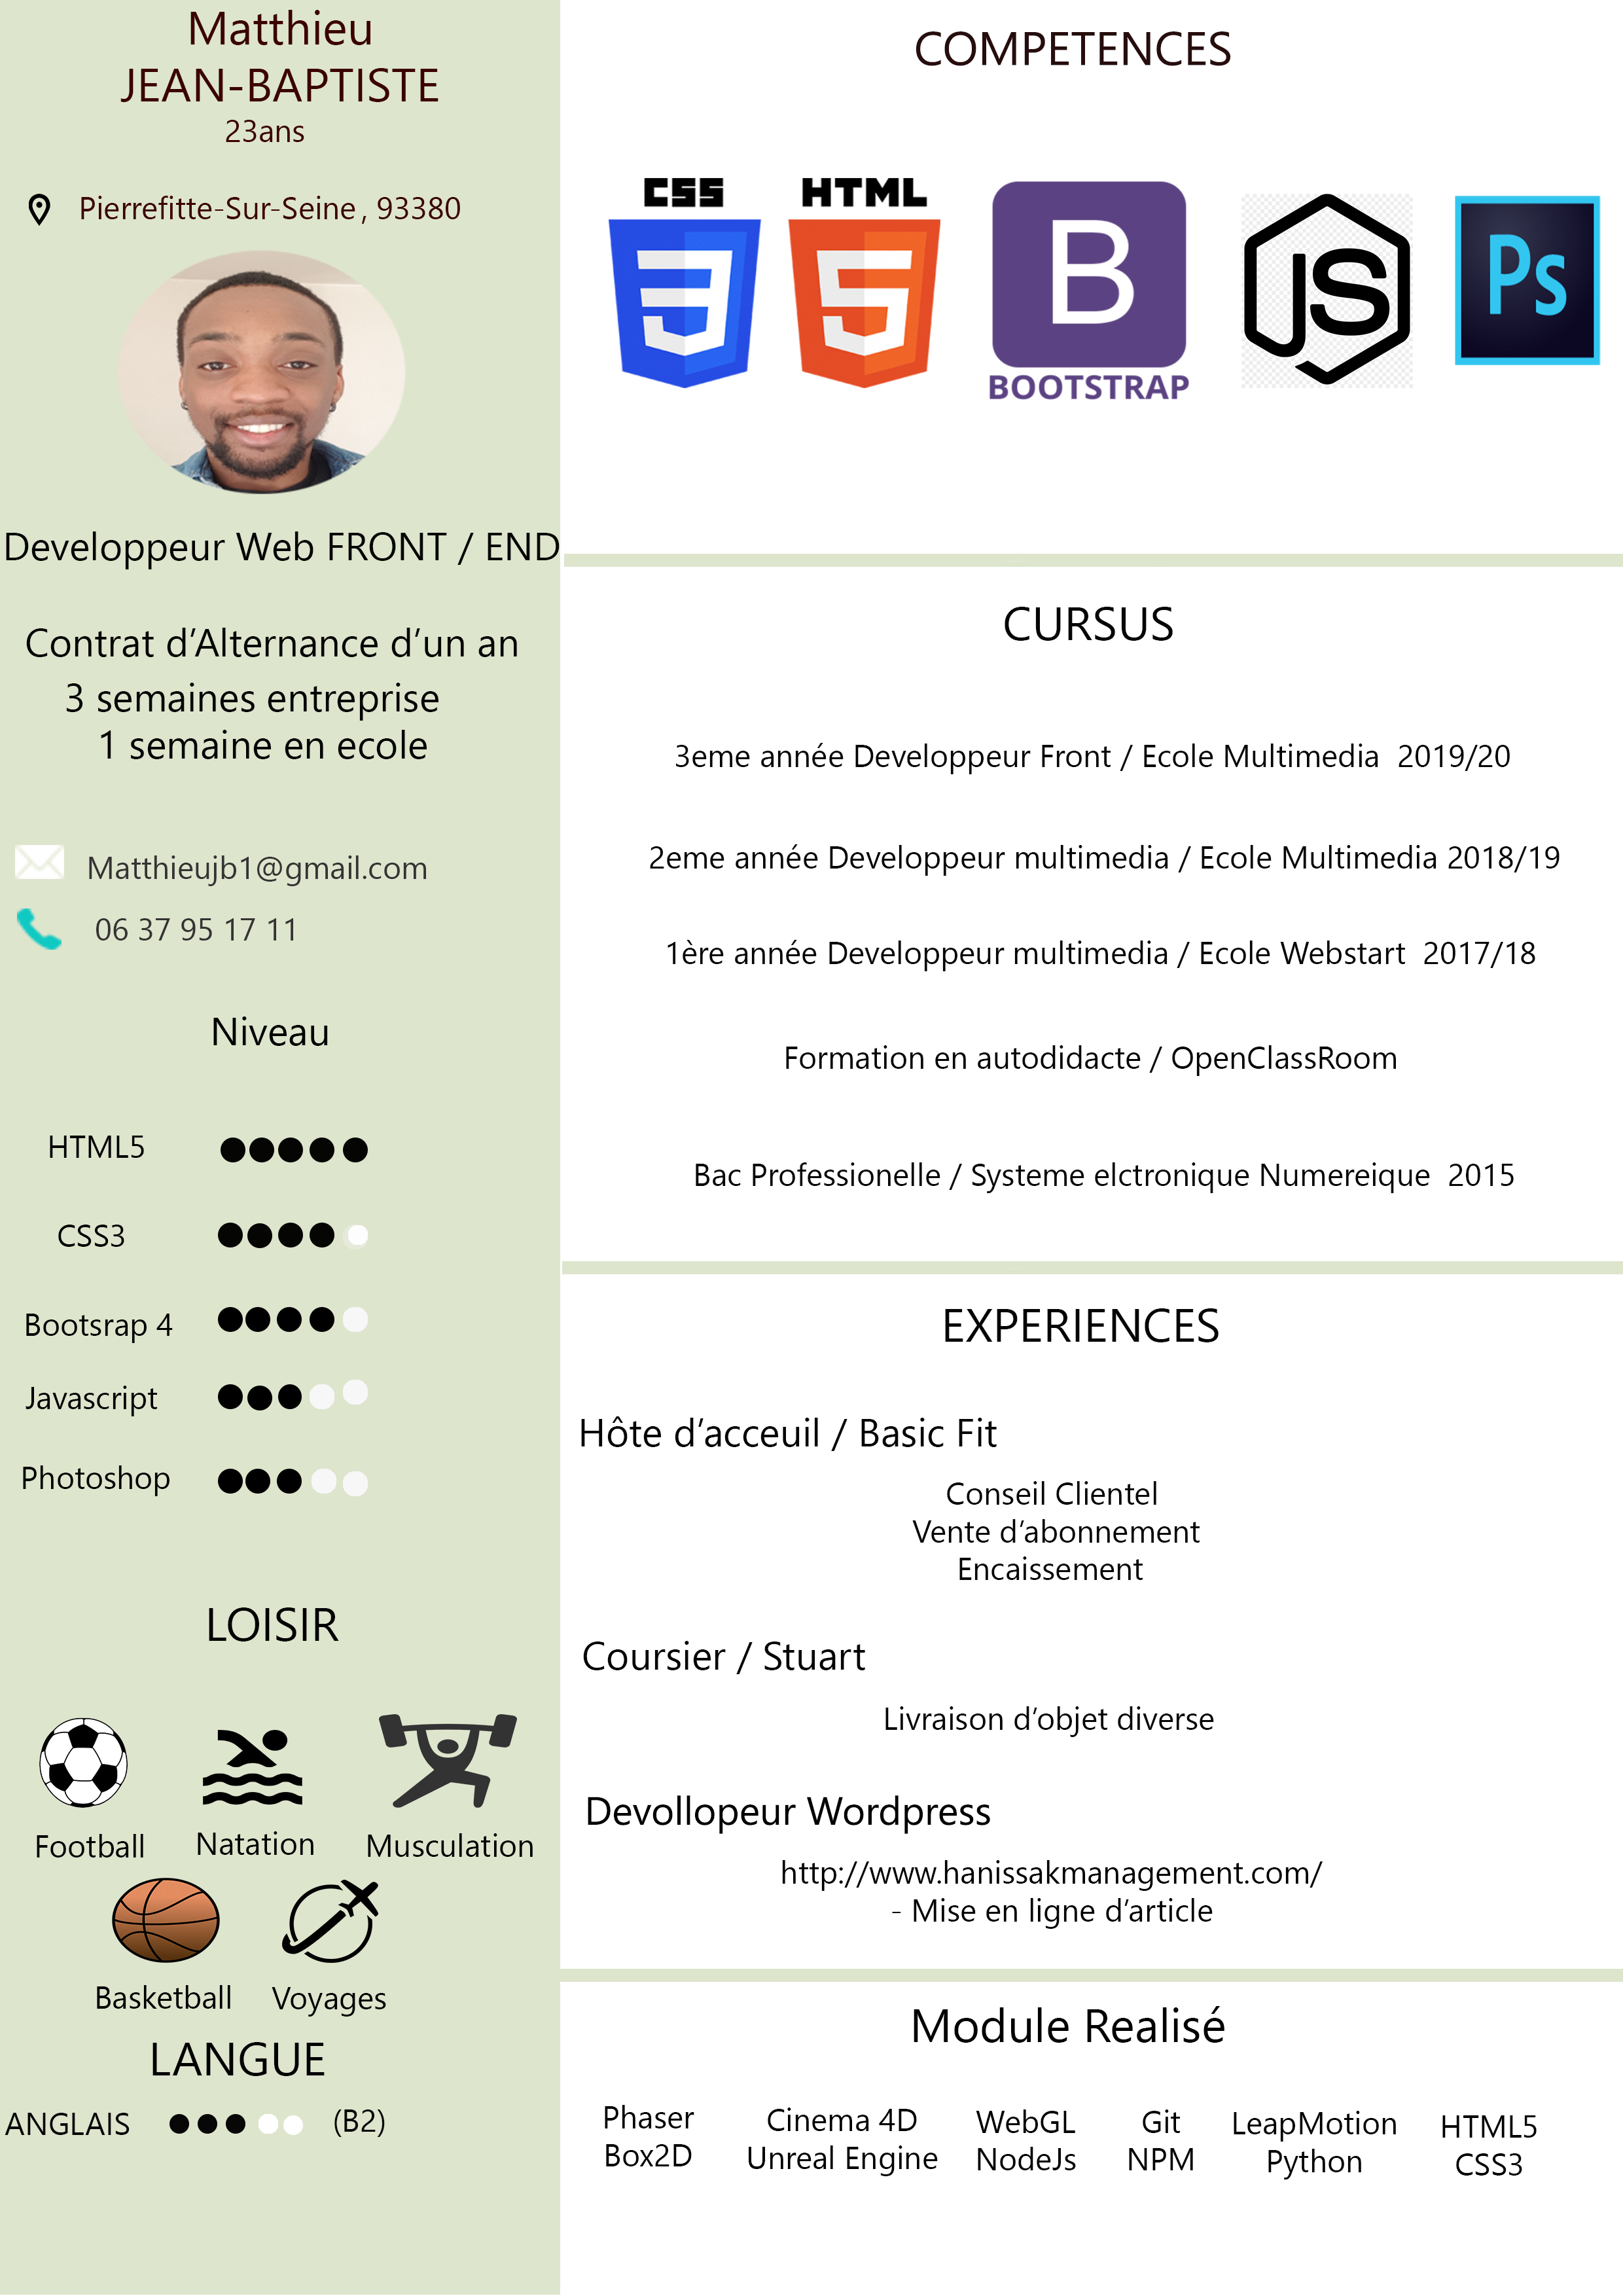 Matthieu
JEAN-BAPTISTE
23ans
Pierrefitte-Sur-Seine, 93380
Developpeur Web FRONT / END
Contrat d’Alternance d’un an
3 semaines entreprise
1 semaine en ecole
Matthieujb1@gmail.com
06 37 95 17 11
Niveau
HTML5
CSS3
Bootsrap 4
Javascript
Photoshop
LOISIR
Football
Natation
Musculation
Basketball
Voyages
LANGUE
ANGLAIS (B2)
COMPETENCES
CSS
3
HTML
5
B
BOOTSTRAP
JS
Ps
CURSUS
3eme année Developpeur Front / Ecole Multimedia 2019/20
2eme année Developpeur multimedia / Ecole Multimedia 2018/19
1ère année Developpeur multimedia / Ecole Webstart 2017/18
Formation en autodidacte / OpenClassRoom
Bac Professionelle / Systeme elctronique Numereique 2015
EXPERIENCES
Hôte d’acceuil / Basic Fit
Conseil Clientel
Vente d’abonnement
Encaissement
Coursier / Stuart
Livraison d’objet diverse
Devollopeur Wordpress
http://www.hanissakmanagement.com/
- Mise en ligne d’article
Module Realisé
Phaser
Box2D
Cinema 4D
Unreal Engine
WebGL
NodeJs
Git
NPM
LeapMotion
Python
HTML5
CSS3